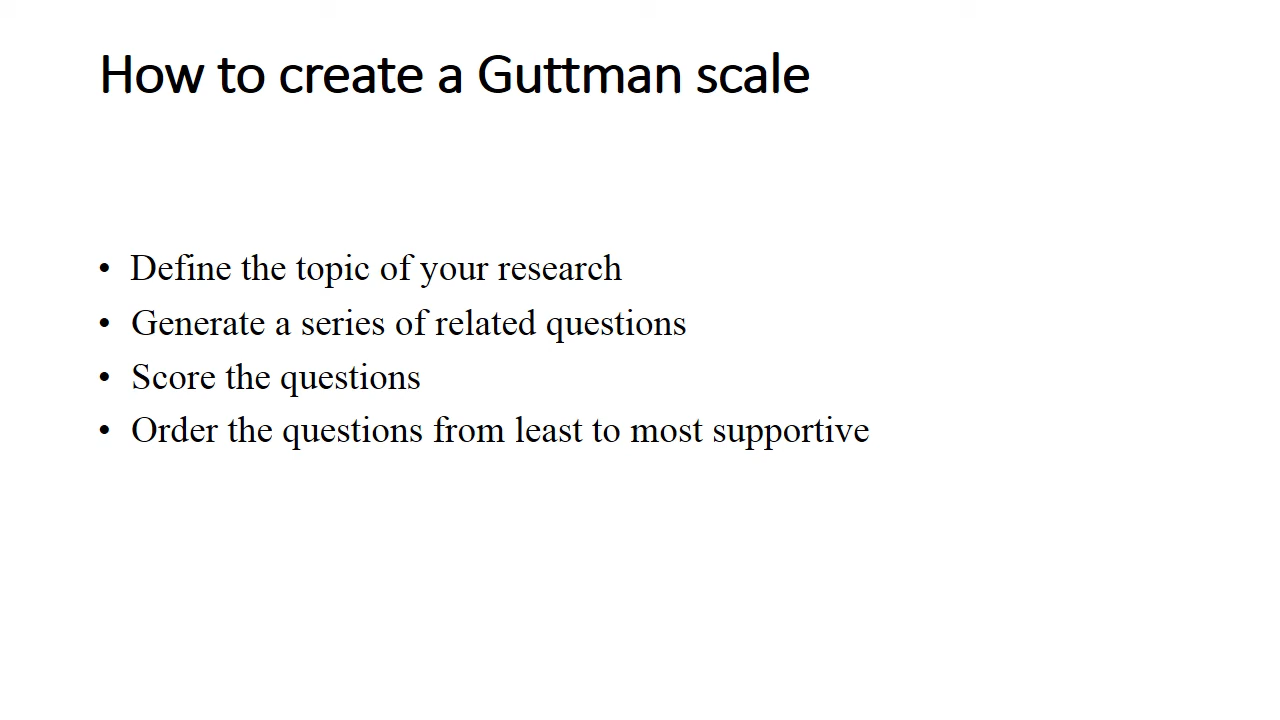 How to create a Guttman scale
• Define the topic of your research
• Generate a series of related questions
• Score the questions
• Order the questions from least to most supportive